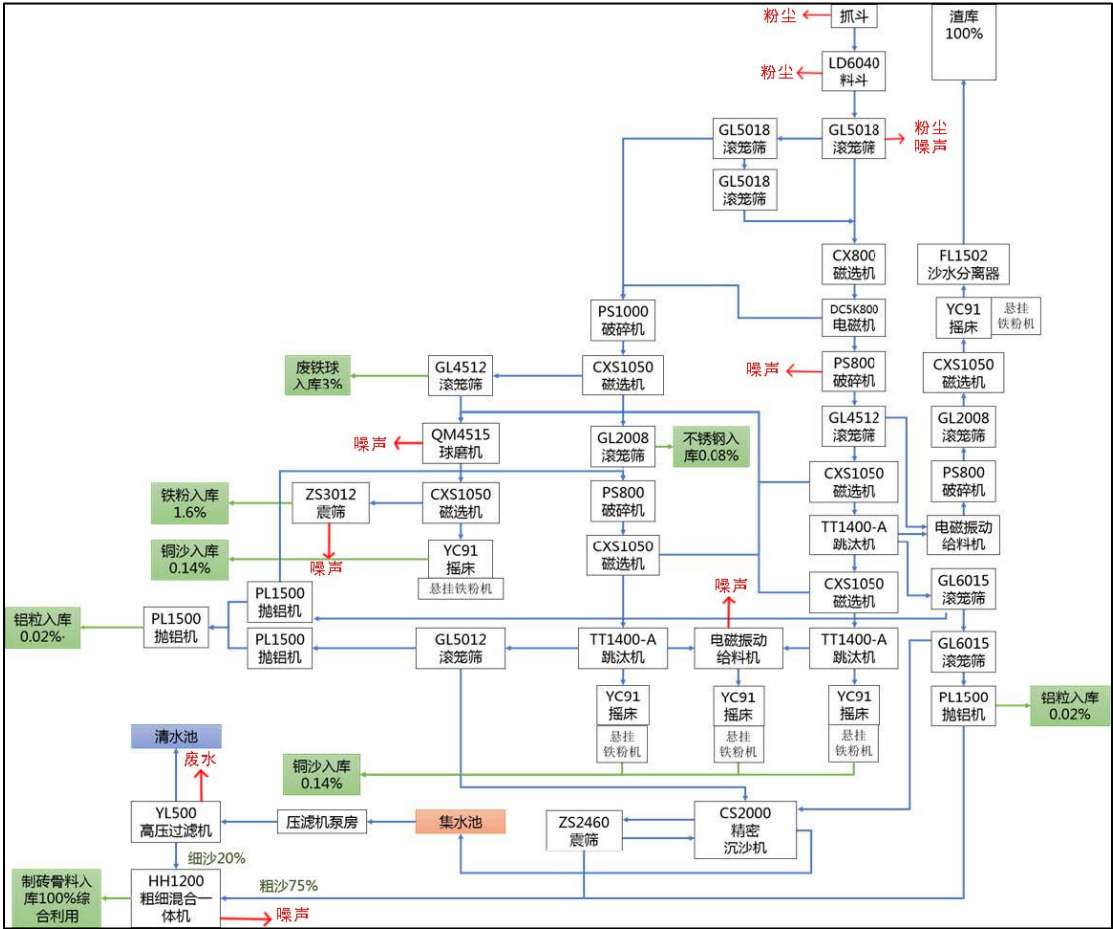 粉尘
抓斗
渣库
100%
粉尘
LD6040
料斗
GL5018
滚笼筛
GL5018
滚笼筛
粉尘
噪声
GL5018
滚笼筛
CX800
磁选机
FL1502
沙水分离器
PS1000
破碎机
DC5K800
电磁机
YC91
摇床
悬挂
铁粉机
废铁球
入库3%
GL4512
滚笼筛
CXS1050
磁选机
噪声
PS800
破碎机
CXS1050
磁选机
噪声
QM4515
球磨机
GL2008
滚笼筛
不锈钢入
库0.08%
GL4512
滚笼筛
GL2008
滚笼筛
铁粉入库
1.6%
ZS3012
震筛
CXS1050
磁选机
PS800
破碎机
CXS1050
磁选机
PS800
破碎机
铜沙入库
0.14%
噪声
YC91
摇床
悬挂铁粉机
CXS1050
磁选机
TT1400-A
跳汰机
电磁振动
给料机
PL1500
抛铝机
噪声
CXS1050
磁选机
GL6015
滚笼筛
铝粒入库
0.02%·
PL1500
抛铝机
PL1500
抛铝机
GL5012
滚笼筛
TT1400-A
跳汰机
电磁振动
给料机
TT1400-A
跳汰机
GL6015
滚笼筛
YC91
摇床
悬挂
铁粉机
YC91
摇床
悬挂
铁粉机
YC91
摇床
悬挂
铁粉机
PL1500
抛铝机
铝粒入库
0.02%
清水池
废水
铜沙入库
0.14%
YL500
高压过滤机
压滤机泵房
集水池
ZS2460
震筛
CS2000
精密
沉沙机
细沙20%
制砖骨料入
库100%综
合利用
HH1200
粗细混合一
体机
粗沙75%
噪声